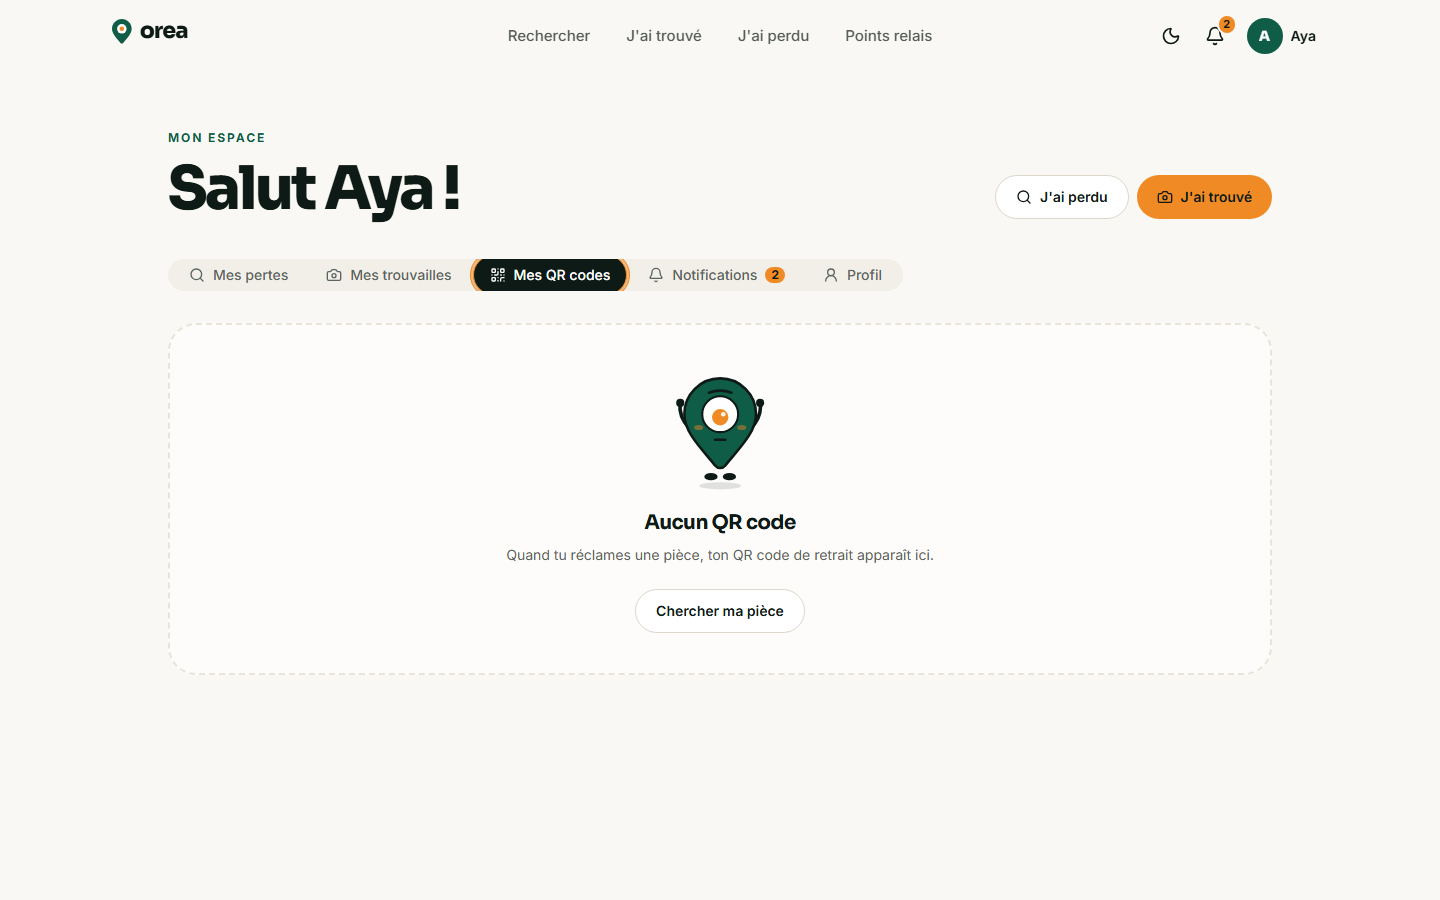 orea
Rechercher
J'ai trouvé
J'ai perdu
Points relais
2
A
Aya
MON ESPACE
Salut Aya !
J'ai perdu
J'ai trouvé
Mes pertes
Mes trouvailles
Mes QR codes
Notifications 2
Profil
Aucun QR code
Quand tu réclames une pièce, ton QR code de retrait apparaît ici.
Chercher ma pièce